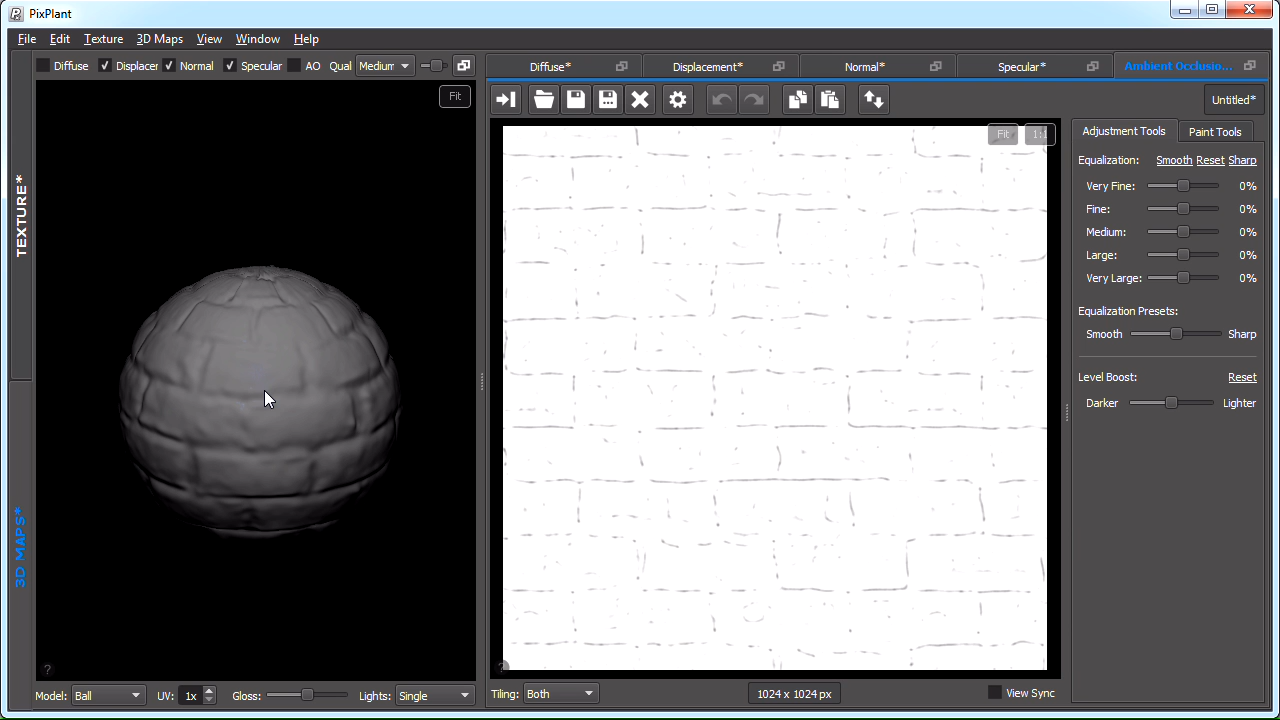 PixPlant
File Edit Texture 3D Maps View Window Help
Diffuse Displacer Normal Specular AO Qual Medium
Diffuse* Displacement* Normal* Specular* Ambient Occlusio...
Fit
Untitled*
Fit 1:1
Adjustment Tools Paint Tools
Equalization: Smooth Reset Sharp
Very Fine: 0%
Fine: 0%
Medium: 0%
Large: 0%
Very Large: 0%
Equalization Presets:
Smooth Sharp
Level Boost: Reset
Darker Lighter
TEXTURE*
3D MAPS*
?
?
Model: Ball UV: 1x Gloss: Lights: Single
Tiling: Both 1024 x 1024 px View Sync